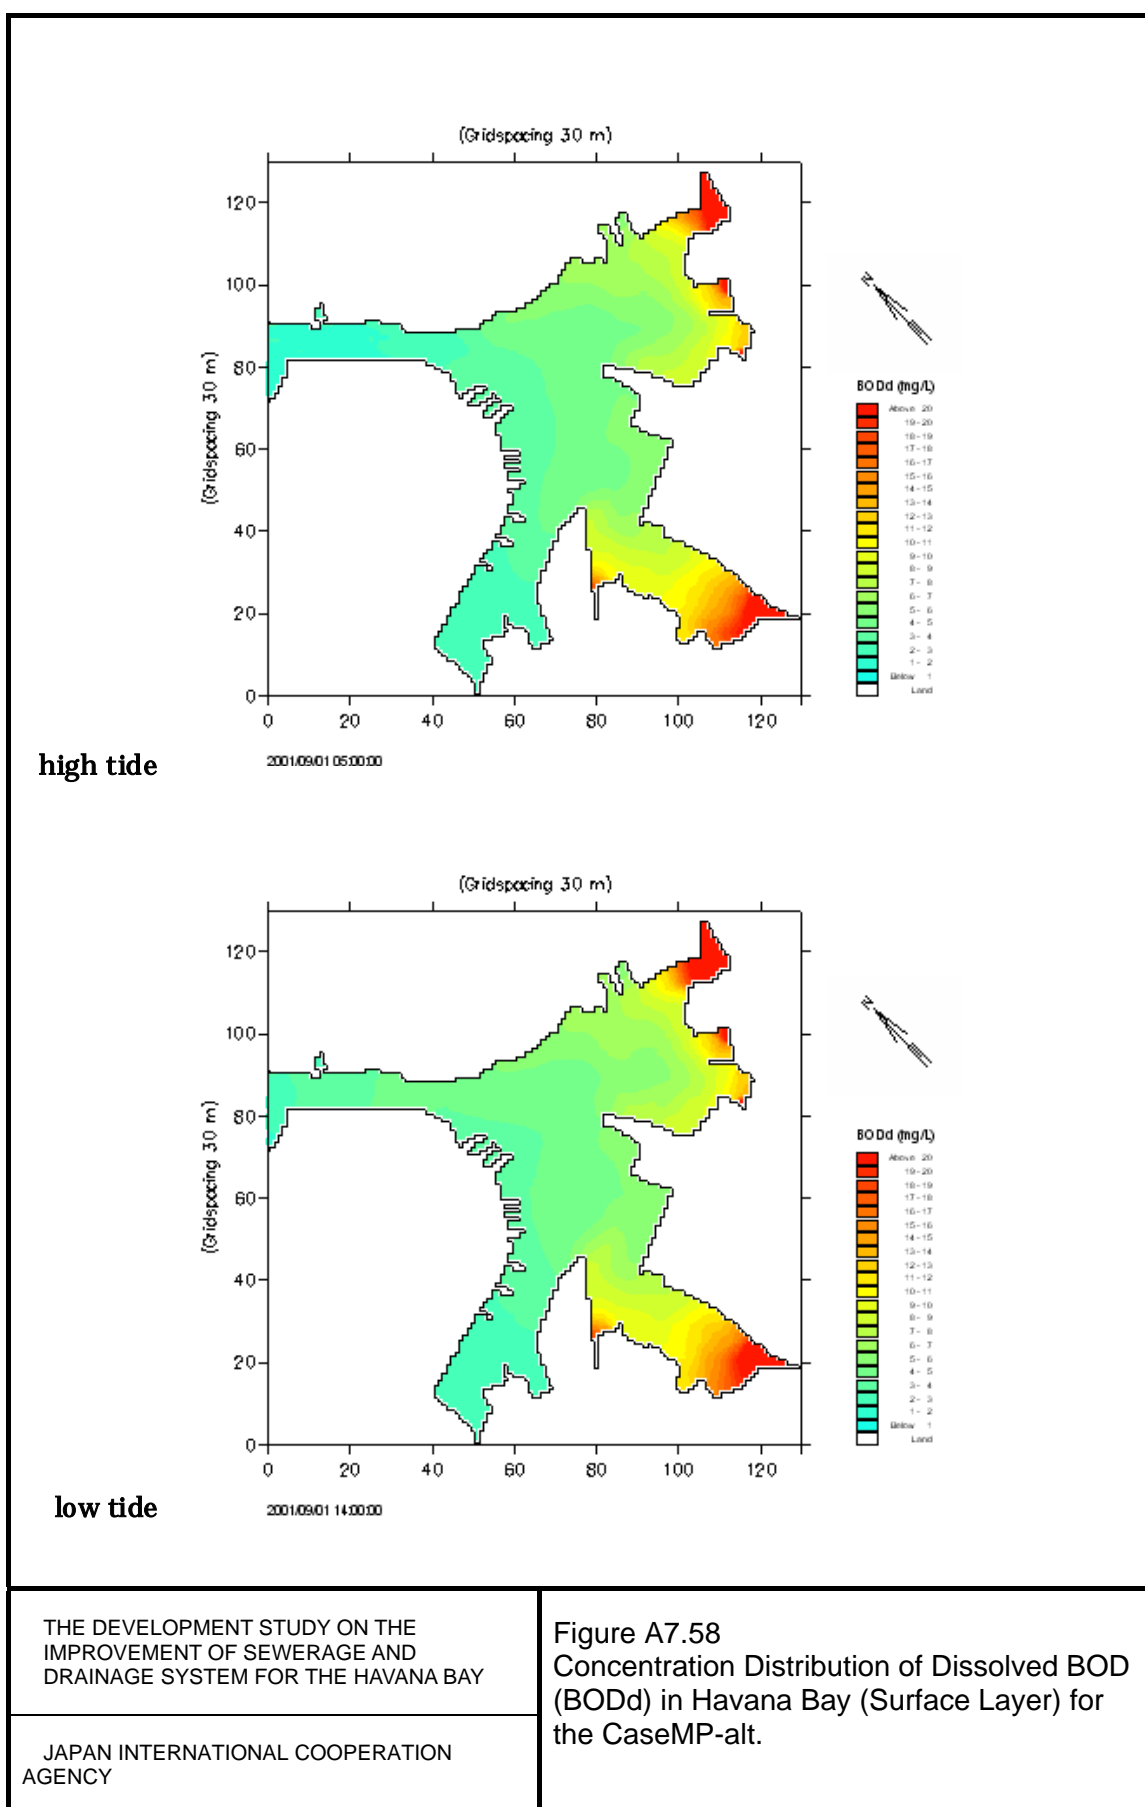 (Gridspacing 30 m)
120
100
80
60
40
20
0
(Gridspacing 30 m)
0 20 40 60 80 100 120
2001/09/01 05:00:00
high tide
N
BODd (mg/L)
Above 20
19-20
18-19
17-18
16-17
15-16
14-15
13-14
12-13
11-12
10-11
9-10
8- 9
7- 8
6- 7
5- 6
4- 5
3- 4
2- 3
1- 2
Below 1
Land
(Gridspacing 30 m)
120
100
80
60
40
20
0
(Gridspacing 30 m)
0 20 40 60 80 100 120
2001/09/01 14:00:00
low tide
N
BODd (mg/L)
Above 20
19-20
18-19
17-18
16-17
15-16
14-15
13-14
12-13
11-12
10-11
9-10
8- 9
7- 8
6- 7
5- 6
4- 5
3- 4
2- 3
1- 2
Below 1
Land
THE DEVELOPMENT STUDY ON THE
IMPROVEMENT OF SEWERAGE AND
DRAINAGE SYSTEM FOR THE HAVANA BAY
JAPAN INTERNATIONAL COOPERATION
AGENCY
Figure A7.58
Concentration Distribution of Dissolved BOD
(BODd) in Havana Bay (Surface Layer) for
the CaseMP-alt.